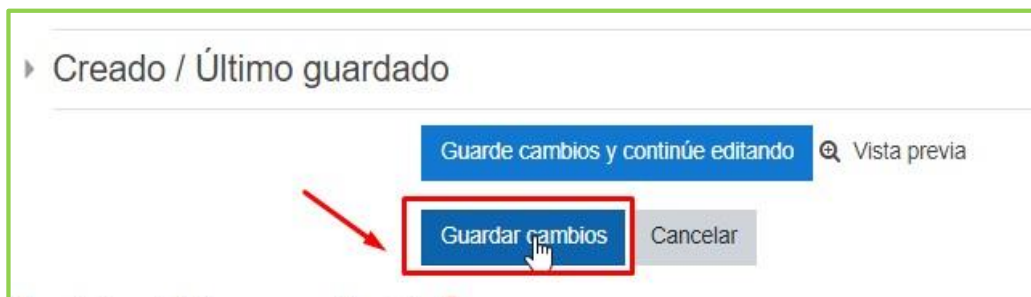 Creado / Último guardado
Guarde cambios y continúe editando Vista previa
Guardar cambios Cancelar